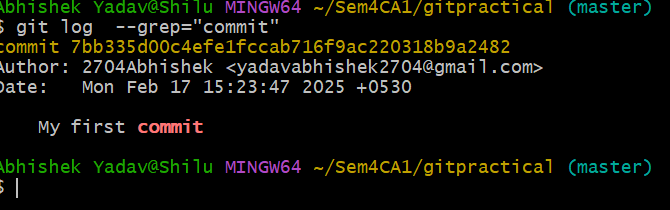 Abhishek Yadav@Shilu MINGW64 ~/Sem4CA1/gitpractical (master)
$ git log  --grep="commit"
commit 7bb335d00c4efe1fccab716f9ac220318b9a2482
Author: 2704Abhishek <yadavabhishek2704@gmail.com>
Date:   Mon Feb 17 15:23:47 2025 +0530
    My first commit
Abhishek Yadav@Shilu MINGW64 ~/Sem4CA1/gitpractical (master)
$